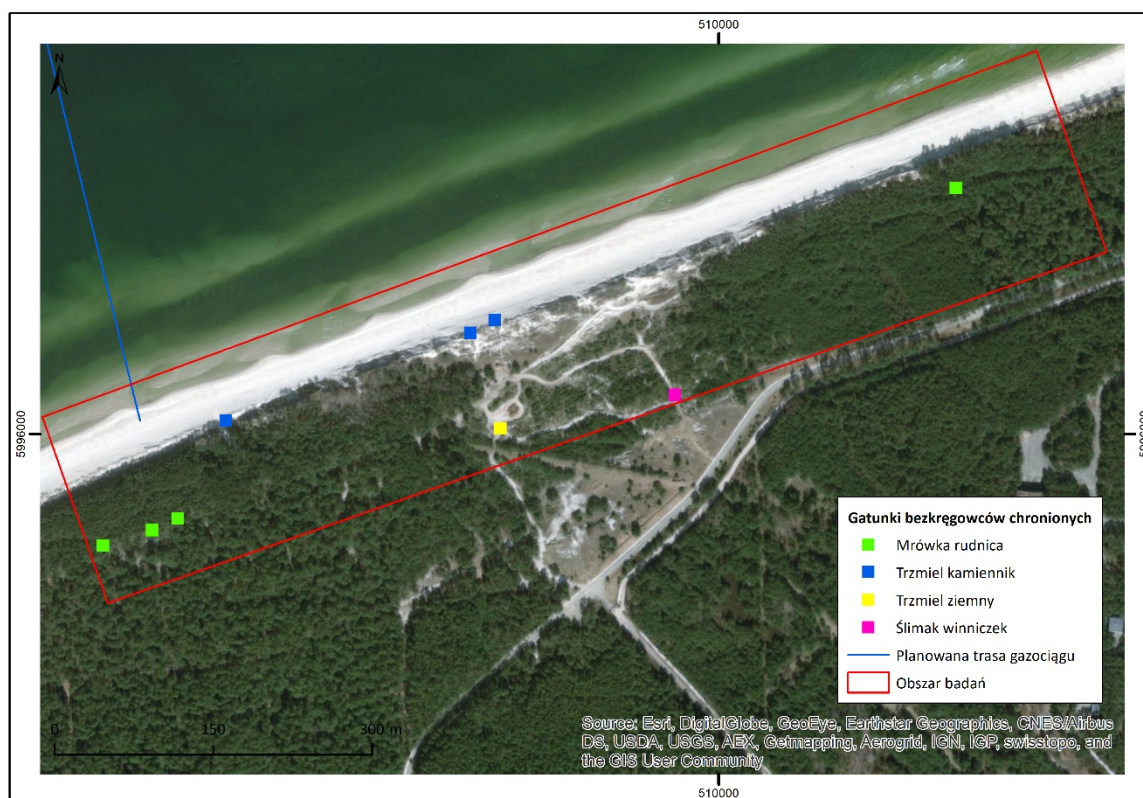 510000
N
5996000
5996000
Gatunki bezkręgowców chronionych
Mrówka rudnica
Trzmiel kamiennik
Trzmiel ziemny
Ślimak winniczek
Planowana trasa gazociągu
Obszar badań
0 150 300 m
Source: Esri, DigitalGlobe, GeoEye, Earthstar Geographics, CNES/Airbus
DS, USDA, USGS, AEX, Getmapping, Aerogrid, IGN, IGP, swisstopo, and
the GIS User Community
510000